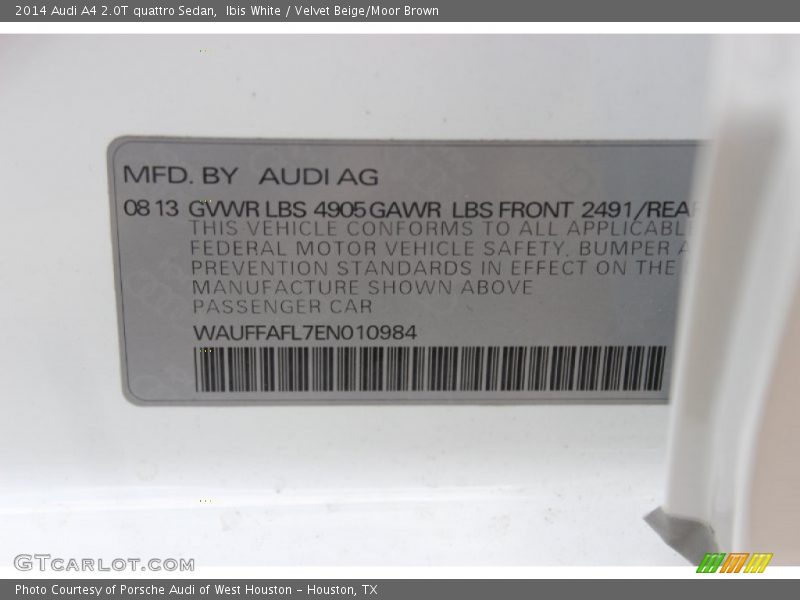 2014 Audi A4 2.0T quattro Sedan,  Ibis White / Velvet Beige/Moor Brown
MFD. BY AUDI AG
08 13 GVWR LBS 4905 GAWR LBS FRONT 2491/REAR
THIS VEHICLE CONFORMS TO ALL APPLICABLE
FEDERAL MOTOR VEHICLE SAFETY, BUMPER A
PREVENTION STANDARDS IN EFFECT ON THE
MANUFACTURE SHOWN ABOVE
PASSENGER CAR
WAUFFAFL7EN010984
GTCARLOT.COM
Photo Courtesy of Porsche Audi of West Houston – Houston, TX